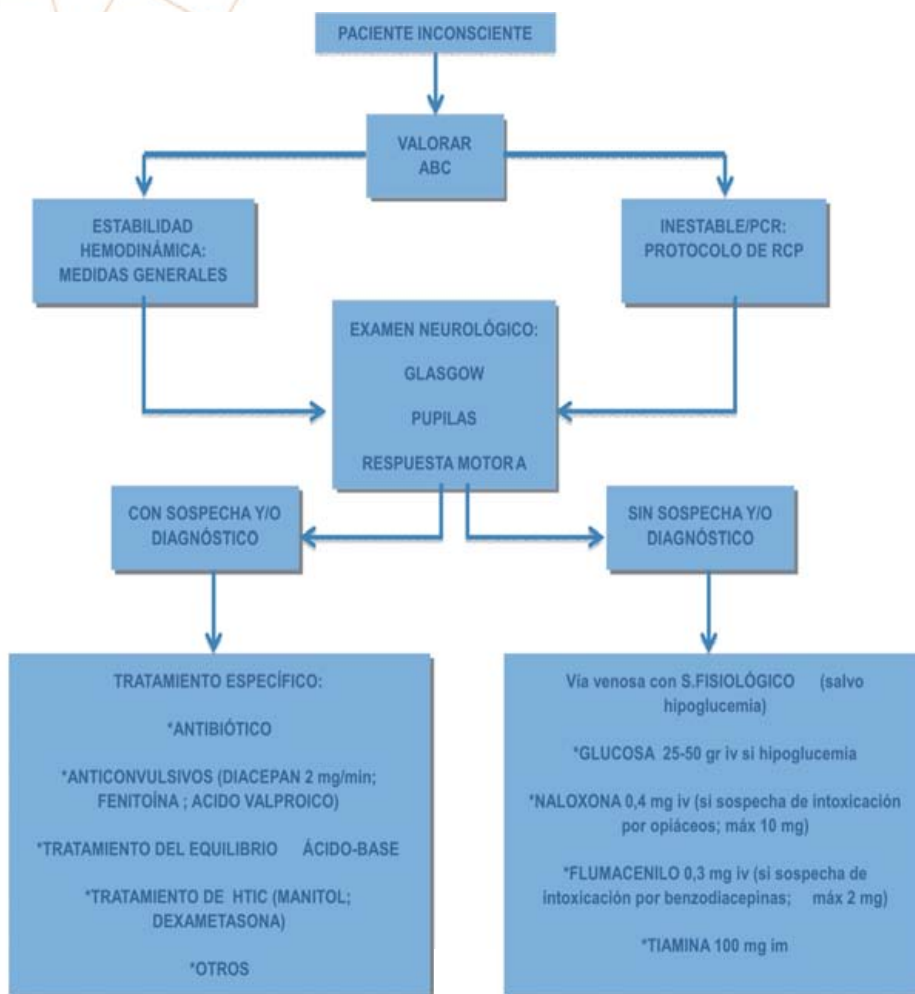 PACIENTE INCONSCIENTE
VALORAR
ABC
ESTABILIDAD
HEMODINÁMICA:
MEDIDAS GENERALES
INESTABLE/PCR:
PROTOCOLO DE RCP
EXAMEN NEUROLÓGICO:
GLASGOW
PUPILAS
RESPUESTA MOTORA
CON SOSPECHA Y/O
DIAGNÓSTICO
SIN SOSPECHA Y/O
DIAGNÓSTICO
TRATAMIENTO ESPECÍFICO:
*ANTIBIÓTICO
*ANTICONVULSIVOS (DIACEPAN 2 mg/min;
FENITOÍNA ; ACIDO VALPROICO)
*TRATAMIENTO DEL EQUILIBRIO ÁCIDO-BASE
*TRATAMIENTO DE HTIC (MANITOL;
DEXAMETASONA)
*OTROS
Vía venosa con S.FISIOLÓGICO (salvo
hipoglucemia)
*GLUCOSA 25-50 gr iv si hipoglucemia
*NALOXONA 0,4 mg iv (si sospecha de intoxicación
por opiáceos; máx 10 mg)
*FLUMACENILO 0,3 mg iv (si sospecha de
intoxicación por benzodiacepinas; máx 2 mg)
*TIAMINA 100 mg im